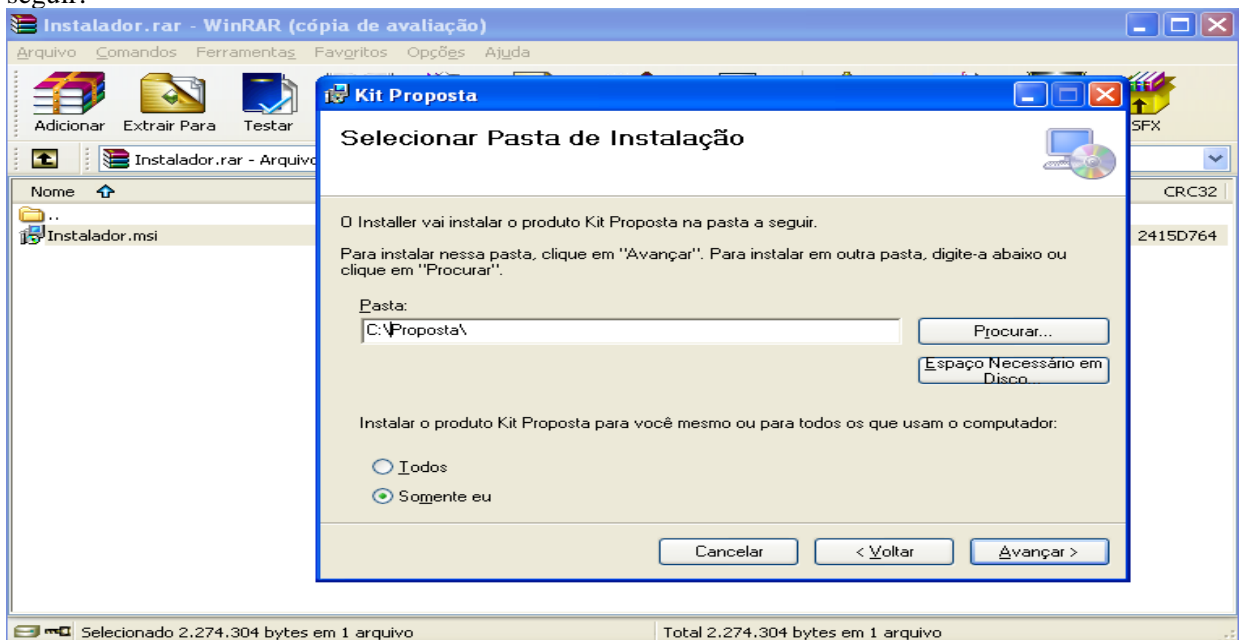 seguir:
Instalador.rar - WinRAR (cópia de avaliação)
Arquivo Comandos Ferramentas Favoritos Opções Ajuda
Adicionar Extrair Para Testar SFX
Instalador.rar - Arquivo
Nome CRC32
..
Instalador.msi 2415D764
Kit Proposta
Selecionar Pasta de Instalação
O Installer vai instalar o produto Kit Proposta na pasta a seguir.
Para instalar nessa pasta, clique em "Avançar". Para instalar em outra pasta, digite-a abaixo ou
clique em "Procurar".
Pasta:
C:\Proposta\
Procurar...
Espaço Necessário em
Disco...
Instalar o produto Kit Proposta para você mesmo ou para todos os que usam o computador:
Todos
Somente eu
Cancelar < Voltar Avançar >
Selecionado 2.274.304 bytes em 1 arquivo Total 2.274.304 bytes em 1 arquivo